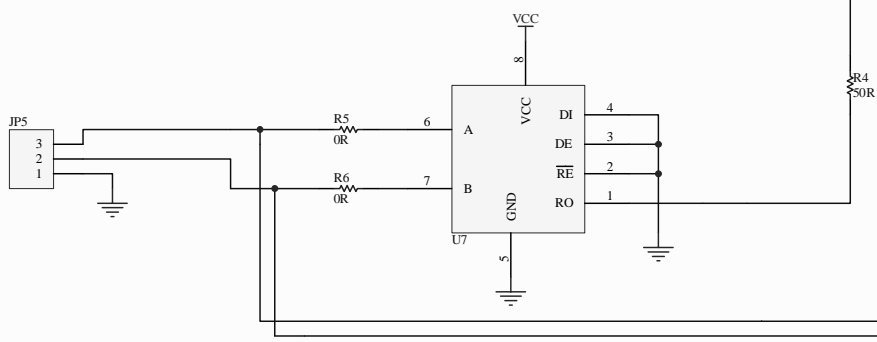 VCC
8
R4
50R
JP5
R5
0R
6
VCC
DI
4
3
A
DE
3
2
1
R6
0R
7
B
RE
2
GND
RO
1
U7
5